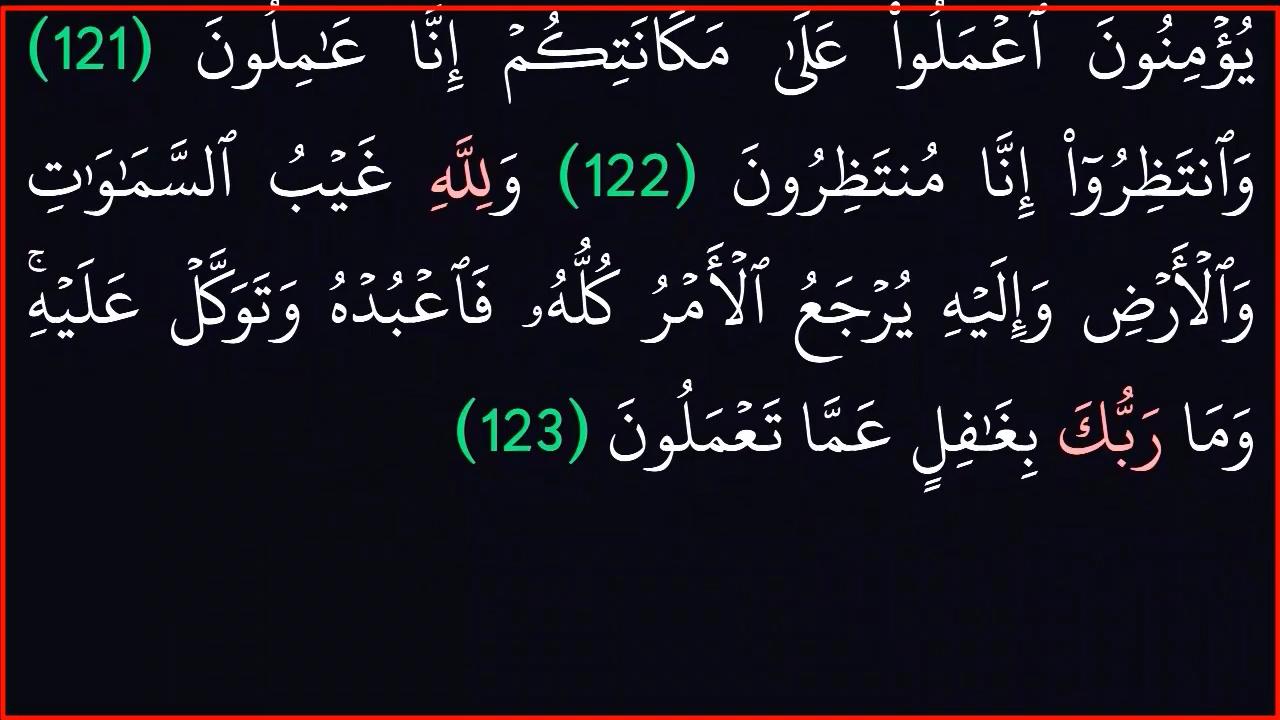 يُؤْمِنُونَ ٱعْمَلُوا۟ عَلَىٰ مَكَانَتِكُمْ إِنَّا عَـٰمِلُونَ (121)
وَٱنتَظِرُوٓا۟ إِنَّا مُنتَظِرُونَ (122) وَلِلَّهِ غَيْبُ ٱلسَّمَـٰوَٰتِ
وَٱلْأَرْضِ وَإِلَيْهِ يُرْجَعُ ٱلْأَمْرُ كُلُّهُۥ فَٱعْبُدْهُ وَتَوَكَّلْ عَلَيْهِ ۚ
وَمَا رَبُّكَ بِغَـٰفِلٍ عَمَّا تَعْمَلُونَ (123)